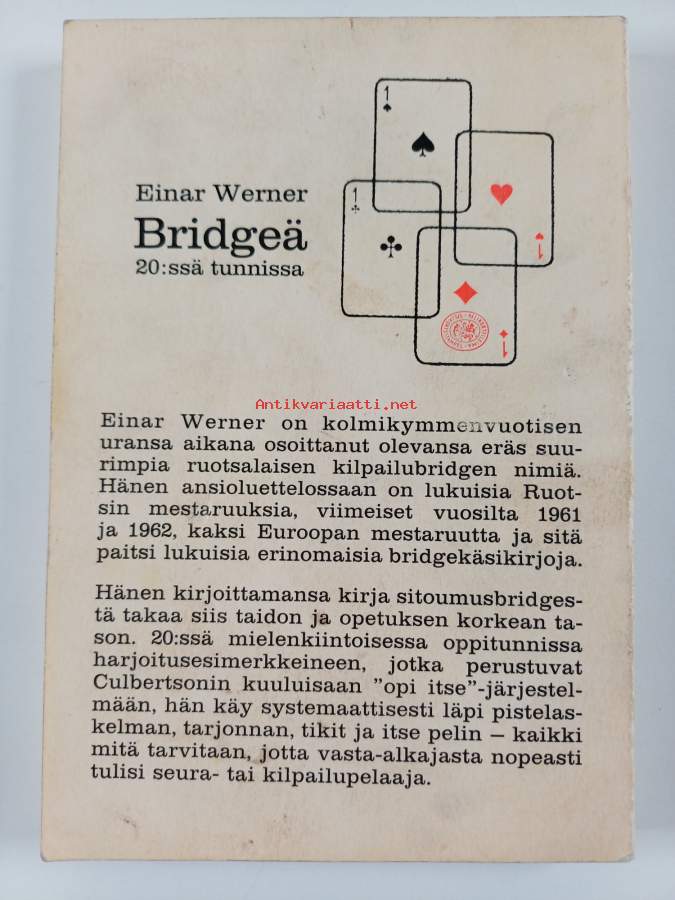 1
1
Einar Werner
Bridgeä
20:ssä tunnissa
1
1
Antikvariaatti.net
Einar Werner on kolmikymmenvuotisen
uransa aikana osoittanut olevansa eräs suu-
rimpia ruotsalaisen kilpailubridgen nimiä.
Hänen ansioluettelossaan on lukuisia Ruot-
sin mestaruuksia, viimeiset vuosilta 1961
ja 1962, kaksi Euroopan mestaruutta ja sitä
paitsi lukuisia erinomaisia bridgekäsikirjoja.
Hänen kirjoittamansa kirja sitoumusbridges-
tä takaa siis taidon ja opetuksen korkean ta-
son. 20:ssä mielenkiintoisessa oppitunnissa
harjoitusesimerkkeineen, jotka perustuvat
Culbertsonin kuuluisaan "opi itse"-järjestel-
mään, hän käy systemaattisesti läpi pistelas-
kelman, tarjonnan, tikit ja itse pelin – kaikki
mitä tarvitaan, jotta vasta-alkajasta nopeasti
tulisi seura- tai kilpailupelaaja.